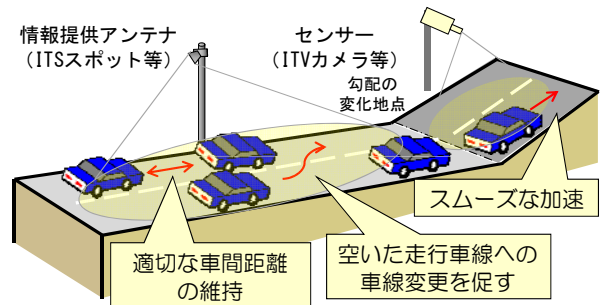 情報提供アンテナ
（ITSスポット等）
センサー
（ITVカメラ等）
勾配の
変化地点
スムーズな加速
適切な車間距離
の維持
空いた走行車線への
車線変更を促す